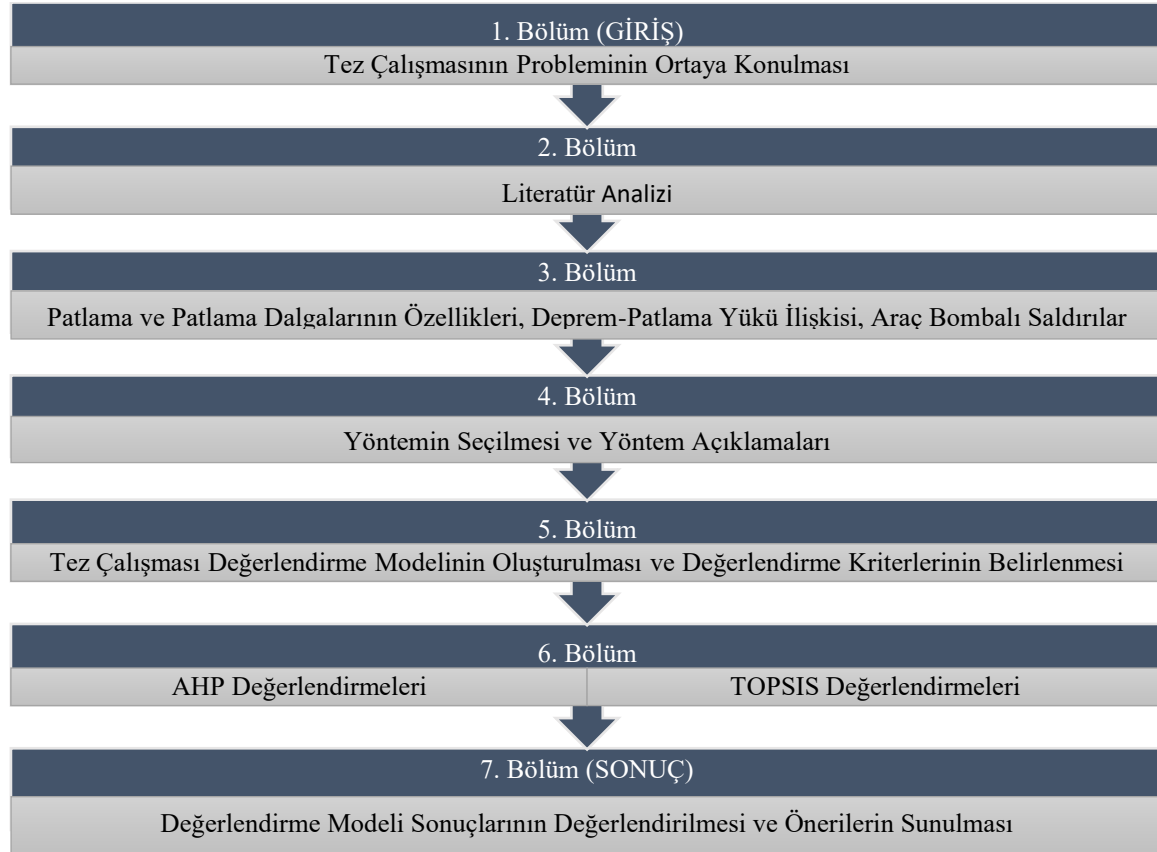 1. Bölüm (GİRİŞ)
Tez Çalışmasının Probleminin Ortaya Konulması
2. Bölüm
Literatür Analizi
3. Bölüm
Patlama ve Patlama Dalgalarının Özellikleri, Deprem-Patlama Yükü İlişkisi, Araç Bombalı Saldırılar
4. Bölüm
Yöntemin Seçilmesi ve Yöntem Açıklamaları
5. Bölüm
Tez Çalışması Değerlendirme Modelinin Oluşturulması ve Değerlendirme Kriterlerinin Belirlenmesi
6. Bölüm
AHP Değerlendirmeleri TOPSIS Değerlendirmeleri
7. Bölüm (SONUÇ)
Değerlendirme Modeli Sonuçlarının Değerlendirilmesi ve Önerilerin Sunulması